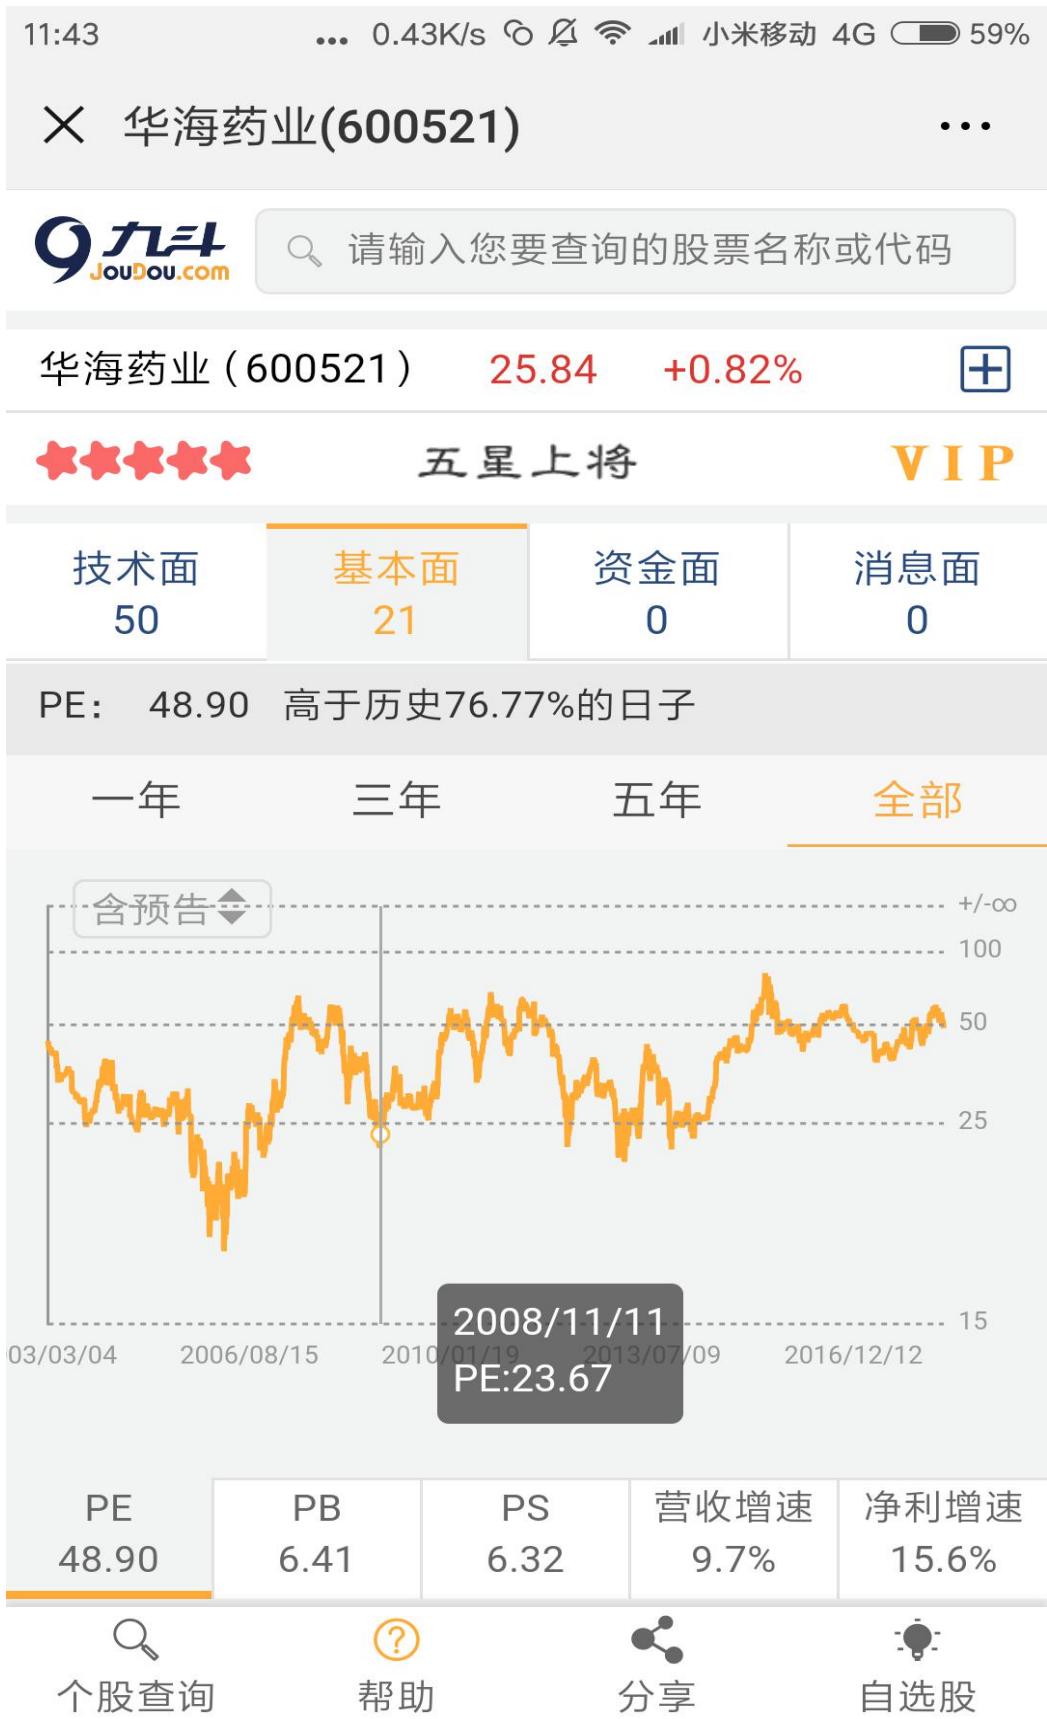 11:43 ... 0.43K/s 小米移动 4G 59%
华海药业(600521) ...
九斗 JouDou.com 请输入您要查询的股票名称或代码
华海药业(600521) 25.84 +0.82%
五星上将 VIP
技术面 基本面 资金面 消息面
50 21 0 0
PE: 48.90 高于历史76.77%的日子
一年 三年 五年 全部
含预告 +/-∞
100
50
25
15
2008/11/11
03/03/04 2006/08/15 2010/01/19 2013/07/09 2016/12/12
PE:23.67
PE PB PS 营收增速 净利增速
48.90 6.41 6.32 9.7% 15.6%
个股查询 帮助 分享 自选股